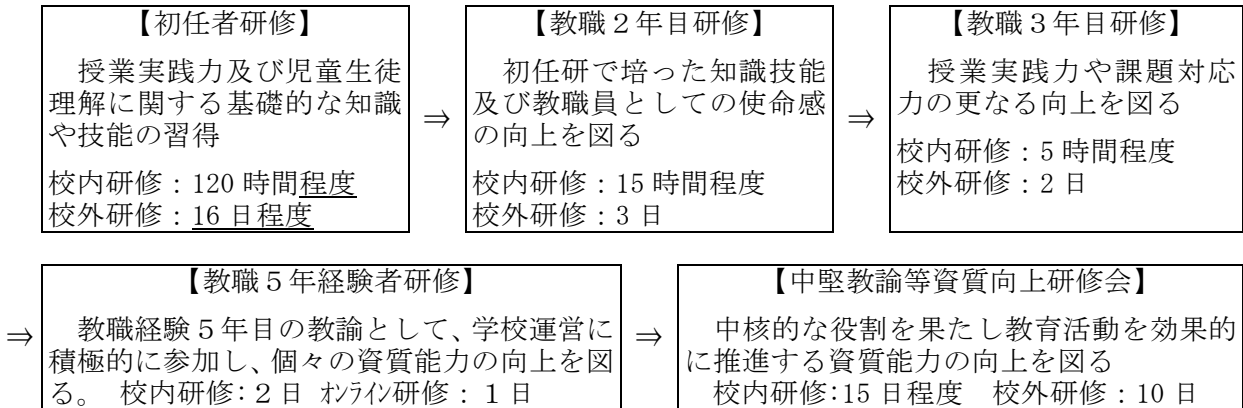 【初任者研修】
授業実践力及び児童生徒
理解に関する基礎的な知識
や技能の習得
校内研修：120 時間程度
校外研修：16 日程度
⇒
【教職２年目研修】
初任研で培った知識技能
及び教職員としての使命感
の向上を図る
校内研修：15 時間程度
校外研修：3 日
⇒
【教職３年目研修】
授業実践力や課題対応
力の更なる向上を図る
校内研修：5 時間程度
校外研修：2 日
⇒
【教職５年経験者研修】
教職経験５年目の教諭として、学校運営に
積極的に参加し、個々の資質能力の向上を図
る。 校内研修：２日 ｵﾝﾗｲﾝ研修：１日
⇒
【中堅教諭等資質向上研修会】
中核的な役割を果たし教育活動を効果的
に推進する資質能力の向上を図る
校内研修：15 日程度 校外研修：10 日